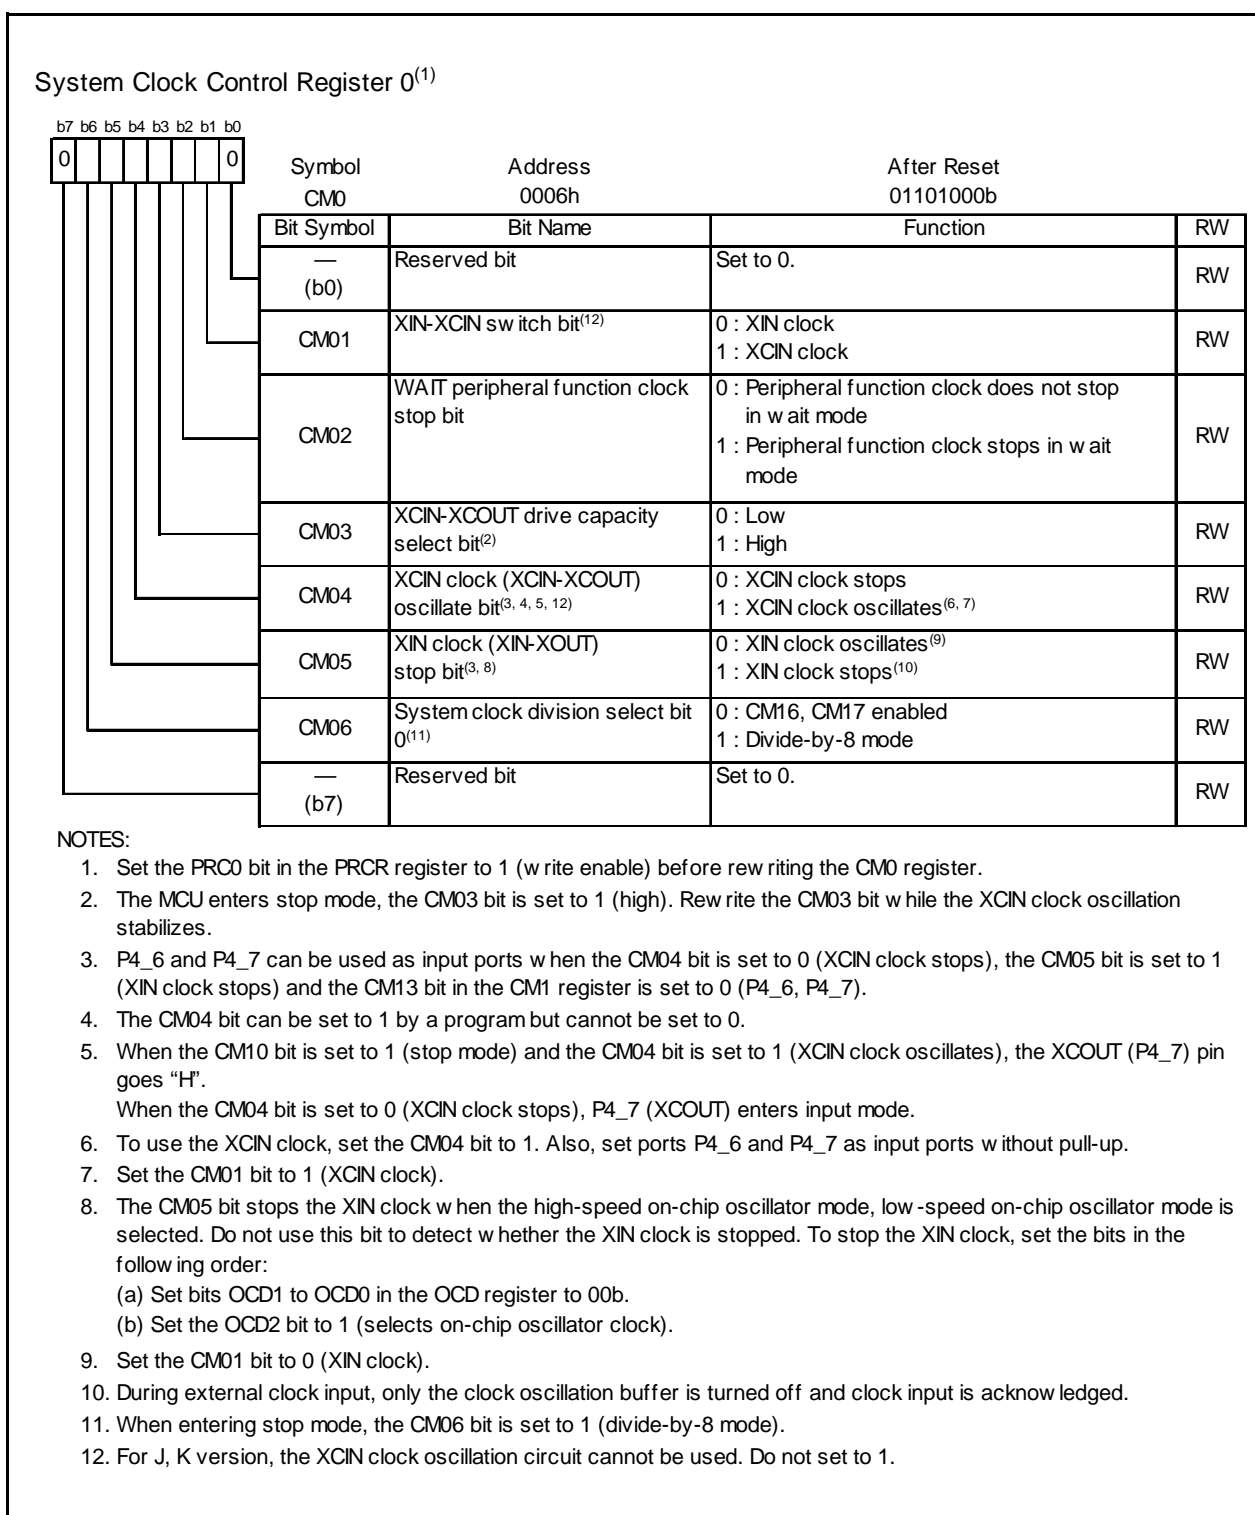 System Clock Control Register 0(1)
b7 b6 b5 b4 b3 b2 b1 b0
0 0
Symbol Address After Reset
CM0 0006h 01101000b
Bit Symbol Bit Name Function RW
— Reserved bit Set to 0. RW
(b0)
CM01 XIN-XCIN switch bit(12) 0 : XIN clock RW
1 : XCIN clock
CM02 WAIT peripheral function clock 0 : Peripheral function clock does not stop RW
stop bit in wait mode
1 : Peripheral function clock stops in wait
mode
CM03 XCIN-XCOUT drive capacity 0 : Low RW
select bit(2) 1 : High
CM04 XCIN clock (XCIN-XCOUT) 0 : XCIN clock stops RW
oscillate bit(3, 4, 5, 12) 1 : XCIN clock oscillates(6, 7)
CM05 XIN clock (XIN-XOUT) 0 : XIN clock oscillates(9) RW
stop bit(3, 8) 1 : XIN clock stops(10)
CM06 System clock division select bit 0 : CM16, CM17 enabled RW
0(11) 1 : Divide-by-8 mode
— Reserved bit Set to 0. RW
(b7)
NOTES:
1. Set the PRC0 bit in the PRCR register to 1 (write enable) before rewriting the CM0 register.
2. The MCU enters stop mode, the CM03 bit is set to 1 (high). Rewrite the CM03 bit while the XCIN clock oscillation
stabilizes.
3. P4_6 and P4_7 can be used as input ports when the CM04 bit is set to 0 (XCIN clock stops), the CM05 bit is set to 1
(XIN clock stops) and the CM13 bit in the CM1 register is set to 0 (P4_6, P4_7).
4. The CM04 bit can be set to 1 by a program but cannot be set to 0.
5. When the CM10 bit is set to 1 (stop mode) and the CM04 bit is set to 1 (XCIN clock oscillates), the XCOUT (P4_7) pin
goes “H”.
When the CM04 bit is set to 0 (XCIN clock stops), P4_7 (XCOUT) enters input mode.
6. To use the XCIN clock, set the CM04 bit to 1. Also, set ports P4_6 and P4_7 as input ports without pull-up.
7. Set the CM01 bit to 1 (XCIN clock).
8. The CM05 bit stops the XIN clock when the high-speed on-chip oscillator mode, low-speed on-chip oscillator mode is
selected. Do not use this bit to detect whether the XIN clock is stopped. To stop the XIN clock, set the bits in the
following order:
(a) Set bits OCD1 to OCD0 in the OCD register to 00b.
(b) Set the OCD2 bit to 1 (selects on-chip oscillator clock).
9. Set the CM01 bit to 0 (XIN clock).
10. During external clock input, only the clock oscillation buffer is turned off and clock input is acknowledged.
11. When entering stop mode, the CM06 bit is set to 1 (divide-by-8 mode).
12. For J, K version, the XCIN clock oscillation circuit cannot be used. Do not set to 1.